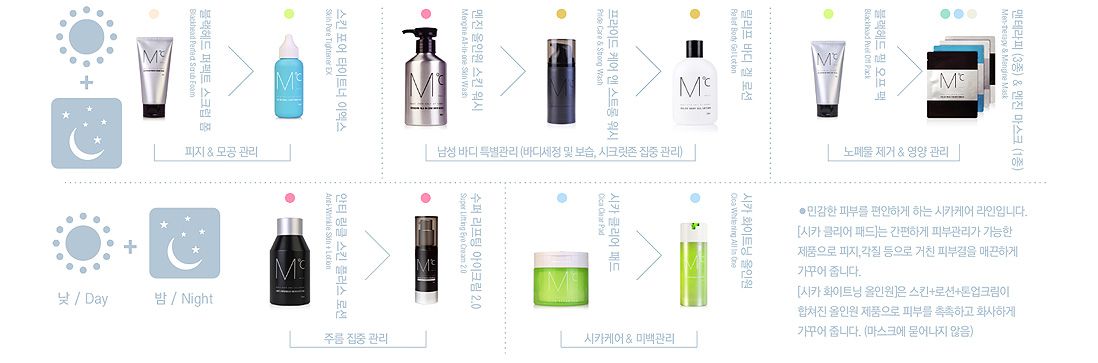 블랙헤드 퍼펙트 스크럽 폼
Blackhead Perfect Scrub Foam
M℃
스킨 포어 타이트너 이엑스
Skin Pore Tightener EX
M℃
피지 & 모공 관리
맨진 올인원 스킨 워시
Mengine All-in-one Skin Wash
M℃
프라이드 케어 앤 스트롱 워시
Pride Care & Strong Wash
M℃
릴리프 바디 겔 로션
Relief Body Gel Lotion
M℃
남성 바디 특별관리 (바디세정 및 보습, 시크릿존 집중 관리)
블랙헤드 필 오프 팩
Blackhead Peel Off Pack
M℃
맨테라피 (3종) & 맨진 마스크 (1종)
Men-therapy & Mengine Mask
M℃
노폐물 제거 & 영양 관리
낮 / Day
밤 / Night
안티 링클 스킨 플러스 로션
Anti-Wrinkle Skin + Lotion
M℃
수퍼 리프팅 아이크림 2.0
Super Lifting Eye Cream 2.0
M℃
주름 집중 관리
시카 클리어 패드
Cica Clear Pad
M℃
시카 화이트닝 올인원
Cica Whitening All In One
M℃
시카케어 & 미백관리
●민감한 피부를 편안하게 하는 시카케어 라인입니다.
[시카 클리어 패드]는 간편하게 피부관리가 가능한
제품으로 피지,각질 등으로 거친 피부결을 매끈하게
가꾸어 줍니다.
[시카 화이트닝 올인원]은 스킨+로션+톤업크림이
합쳐진 올인원 제품으로 피부를 촉촉하고 화사하게
가꾸어 줍니다. (마스크에 묻어나지 않음)